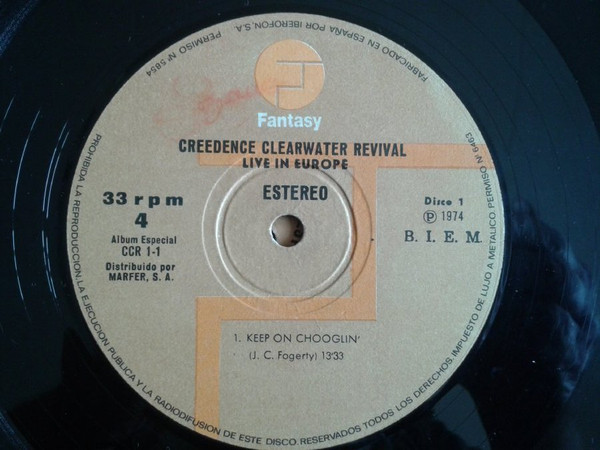 PERMISO Nº 5854
FABRICADO EN ESPAÑA POR IBEROFON, S.A.
PERMISO Nº 6463
Fantasy
CREEDENCE CLEARWATER REVIVAL
LIVE IN EUROPE
33 rpm
4
ESTEREO
Disco 1
Ⓟ 1974
Album Especial
CCR 1-1
B. I. E. M.
Distribuido por
MARFER, S. A.
1. KEEP ON CHOOGLIN'
(J. C. Fogerty) 13'33
PROHIBIDA LA REPRODUCCION, LA EJECUCION PUBLICA Y LA RADIODIFUSION DE ESTE DISCO. RESERVADOS TODOS LOS DERECHOS. IMPUESTO DE LUJO A METALICO.